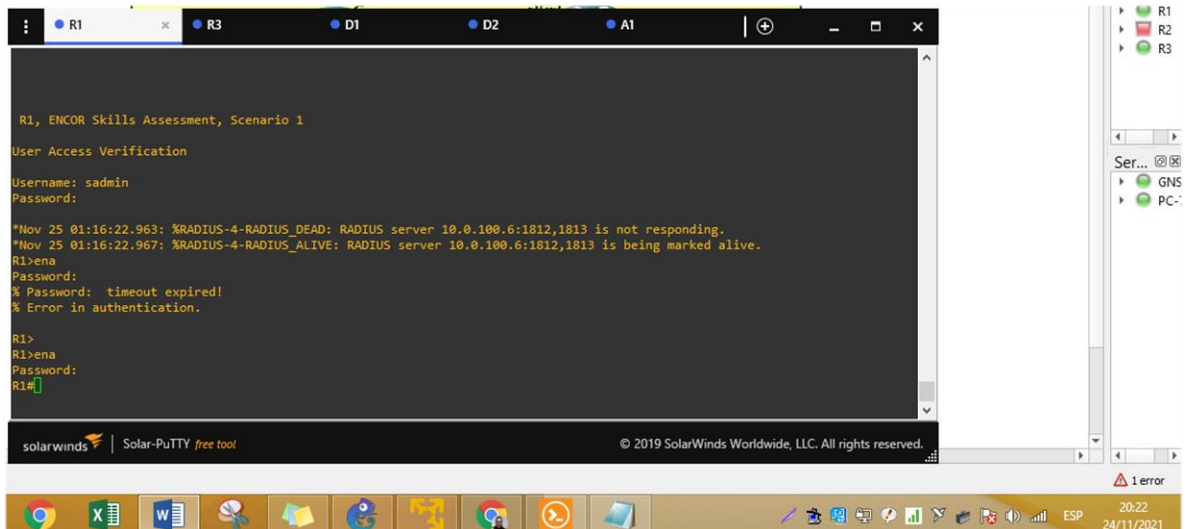 R1 × R3 D1 D2 A1
R1, ENCOR Skills Assessment, Scenario 1
User Access Verification
Username: sadmin
Password:
*Nov 25 01:16:22.963: %RADIUS-4-RADIUS_DEAD: RADIUS server 10.0.100.6:1812,1813 is not responding.
*Nov 25 01:16:22.967: %RADIUS-4-RADIUS_ALIVE: RADIUS server 10.0.100.6:1812,1813 is being marked alive.
R1>ena
Password:
% Password:  timeout expired!
% Error in authentication.
R1>
R1>ena
Password:
R1#
solarwinds | Solar-PuTTY free tool © 2019 SolarWinds Worldwide, LLC. All rights reserved.
R1
R2
R3
Ser...
GNS
PC-
1 error
ESP
20:22
24/11/2021